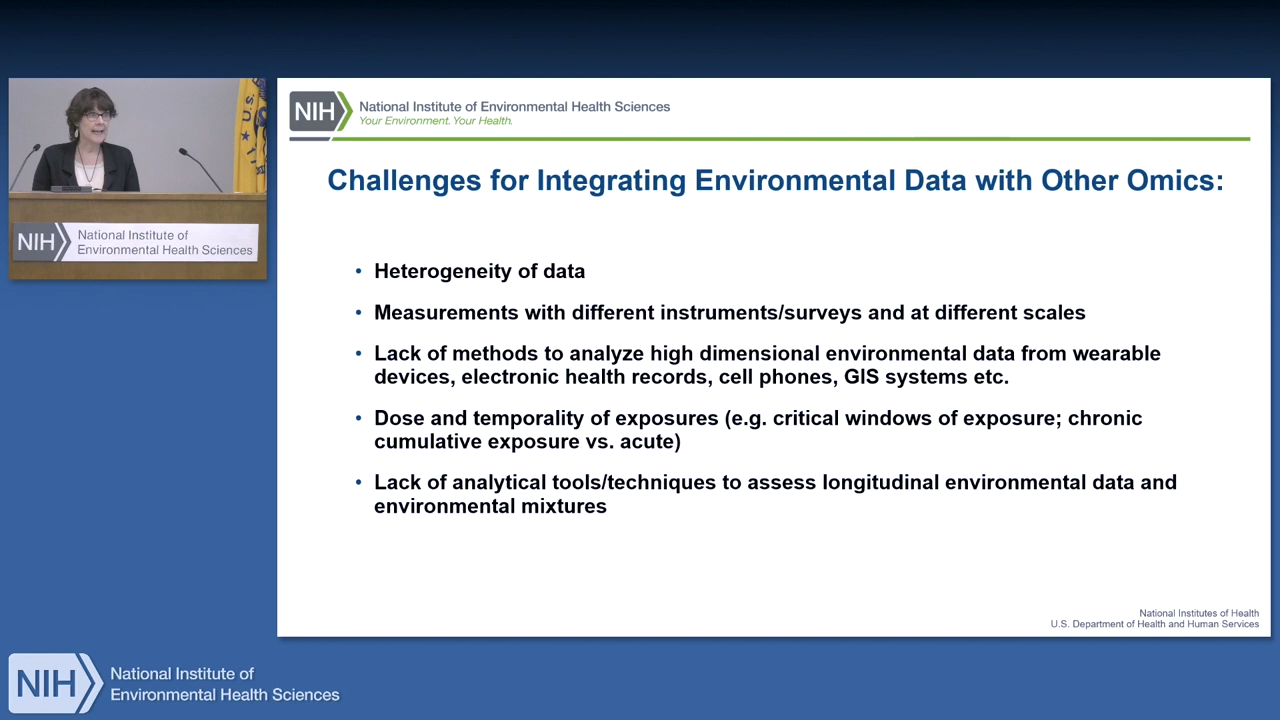 NIH
National Institute of
Environmental Health Sciences
U.S.
NIH
National Institute of Environmental Health Sciences
Your Environment. Your Health.
Challenges for Integrating Environmental Data with Other Omics:
• Heterogeneity of data
• Measurements with different instruments/surveys and at different scales
• Lack of methods to analyze high dimensional environmental data from wearable
devices, electronic health records, cell phones, GIS systems etc.
• Dose and temporality of exposures (e.g. critical windows of exposure; chronic
cumulative exposure vs. acute)
• Lack of analytical tools/techniques to assess longitudinal environmental data and
environmental mixtures
National Institutes of Health
U.S. Department of Health and Human Services
NIH
National Institute of
Environmental Health Sciences